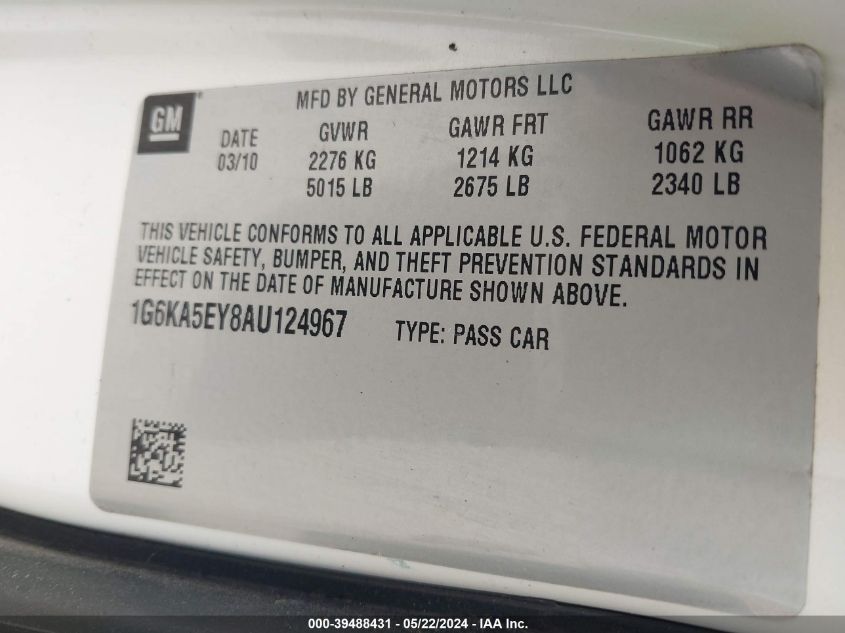 GM
MFD BY GENERAL MOTORS LLC
DATE GVWR GAWR FRT GAWR RR
03/10 2276 KG 1214 KG 1062 KG
5015 LB 2675 LB 2340 LB
THIS VEHICLE CONFORMS TO ALL APPLICABLE U.S. FEDERAL MOTOR
VEHICLE SAFETY, BUMPER, AND THEFT PREVENTION STANDARDS IN
EFFECT ON THE DATE OF MANUFACTURE SHOWN ABOVE.
1G6KA5EY8AU124967 TYPE: PASS CAR
000-39488431 - 05/22/2024 - IAA, Inc.